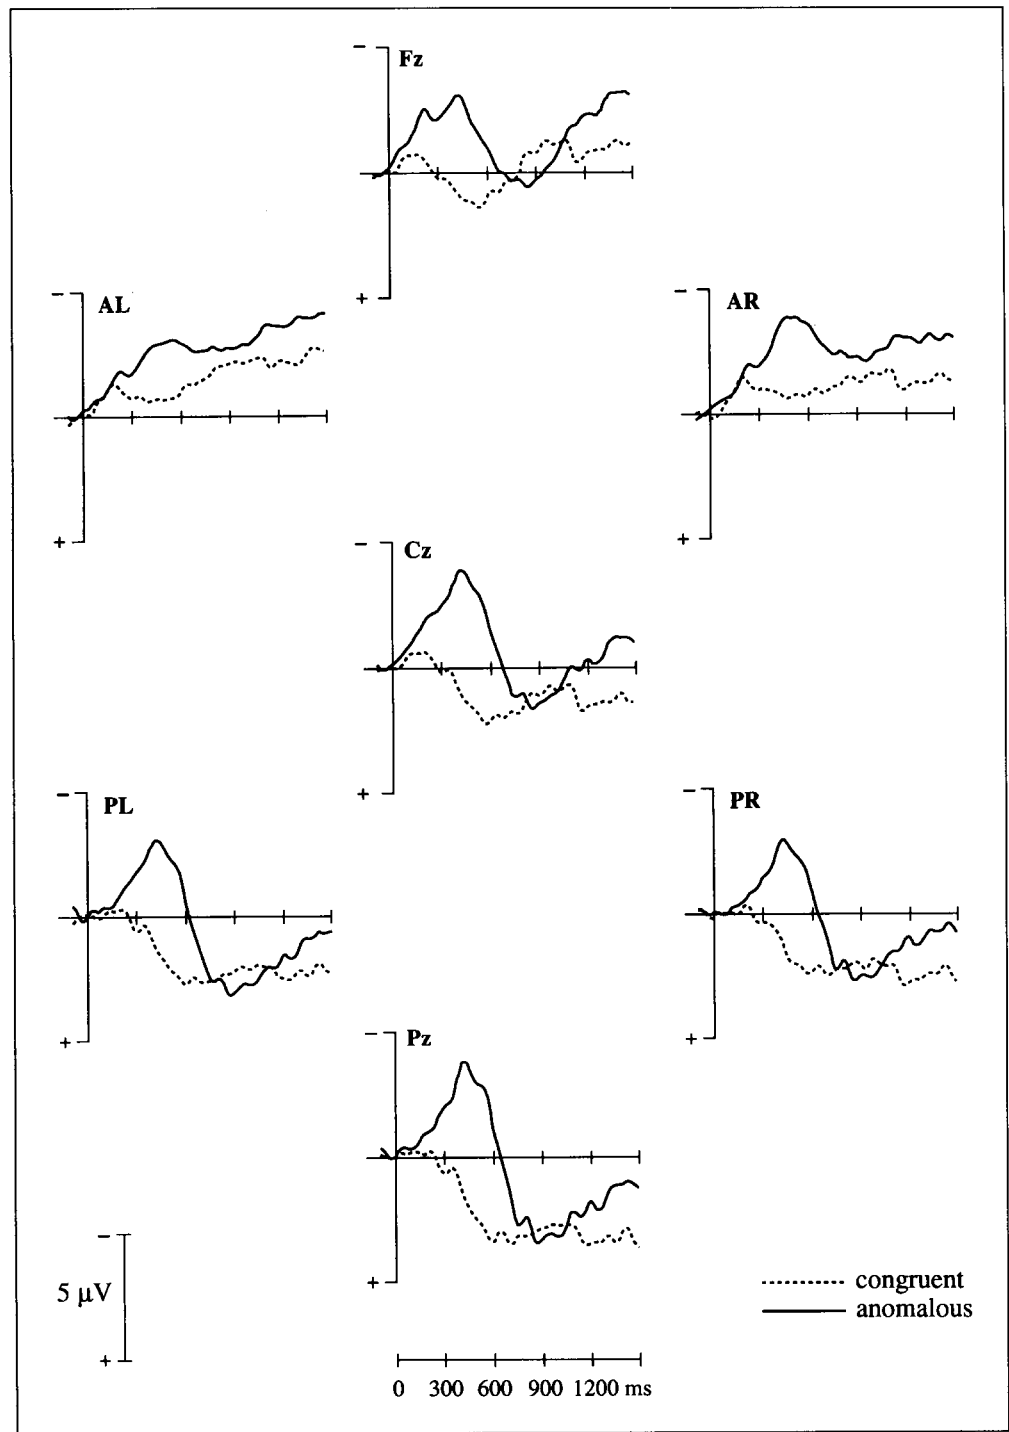 − Fz
+
− AL
+
− AR
+
− Cz
+
− PL
+
− PR
+
− Pz
+
−
5 µV
+
congruent
anomalous
0 300 600 900 1200 ms